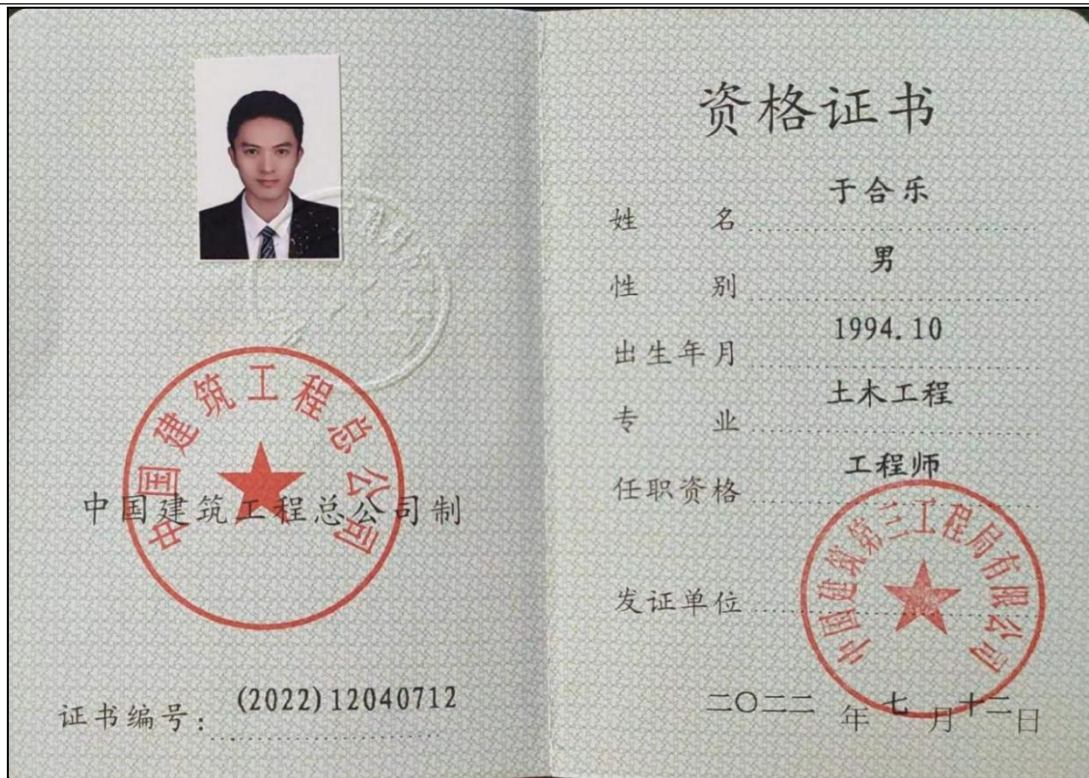 中国建筑工程总公司
中国建筑工程总公司制
证书编号：(2022)12040712
资格证书
姓 名 于合乐
性 别 男
出生年月 1994.10
专 业 土木工程
任职资格 工程师
发证单位
中国建筑第三工程局有限公司
二〇二二 年 七 月 十二 日